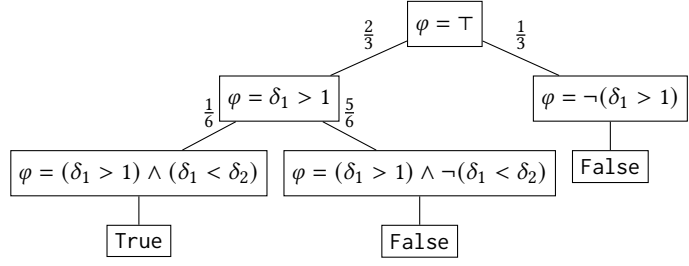 φ = ⊤
2/3 1/3
φ = δ₁ > 1 φ = ¬(δ₁ > 1)
1/6 5/6
φ = (δ₁ > 1) ∧ (δ₁ < δ₂) φ = (δ₁ > 1) ∧ ¬(δ₁ < δ₂) False
True False